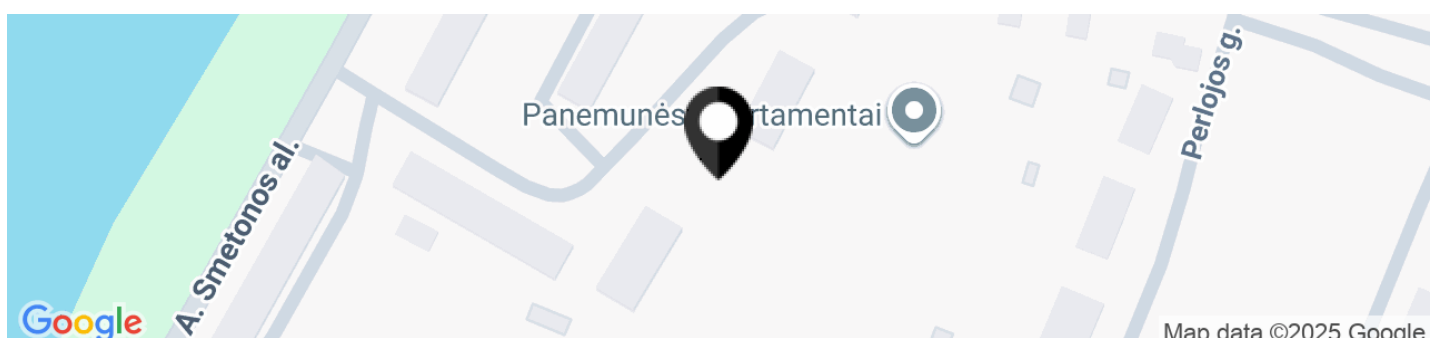 Perlojos g.
Panemunės rtamentai
A. Smetonos al.
Google
Map data ©2025 Google